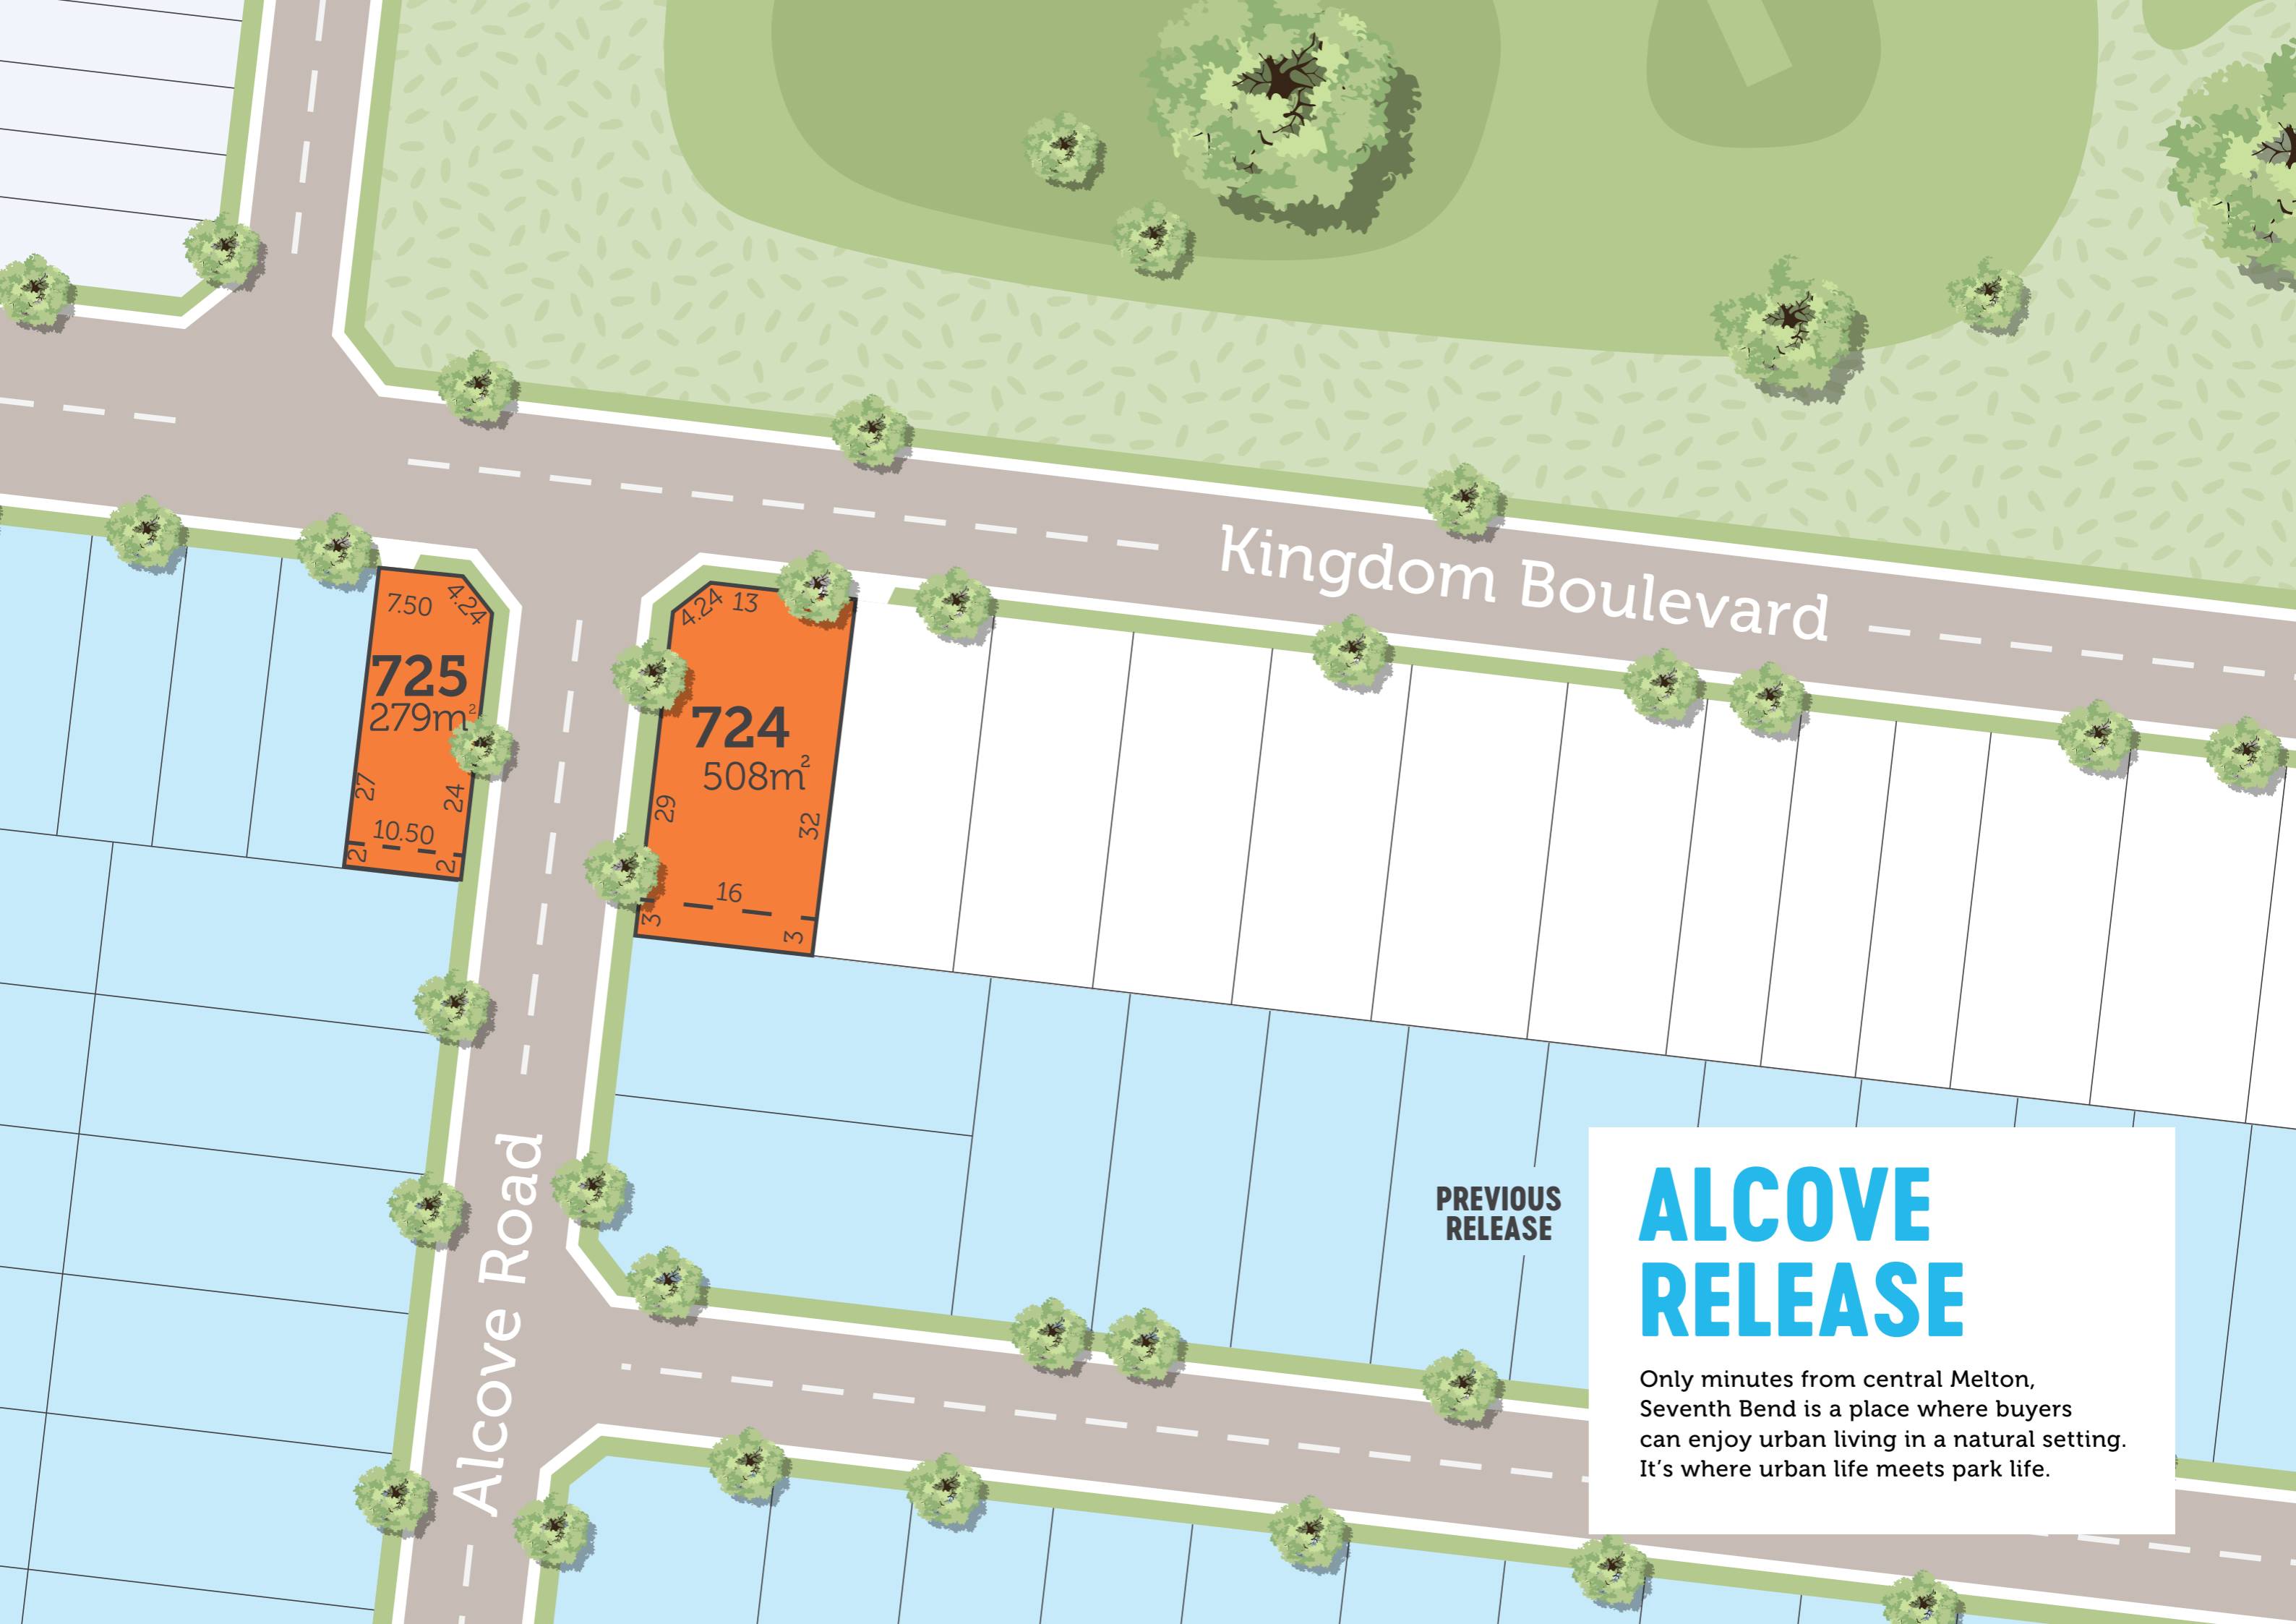 Kingdom Boulevard
7.50
4.24
725
279m²
27
24
10.50
2
2
4.24
13
724
508m²
29
32
16
3
3
Alcove Road
PREVIOUS
RELEASE
ALCOVE
RELEASE
Only minutes from central Melton,
Seventh Bend is a place where buyers
can enjoy urban living in a natural setting.
It’s where urban life meets park life.